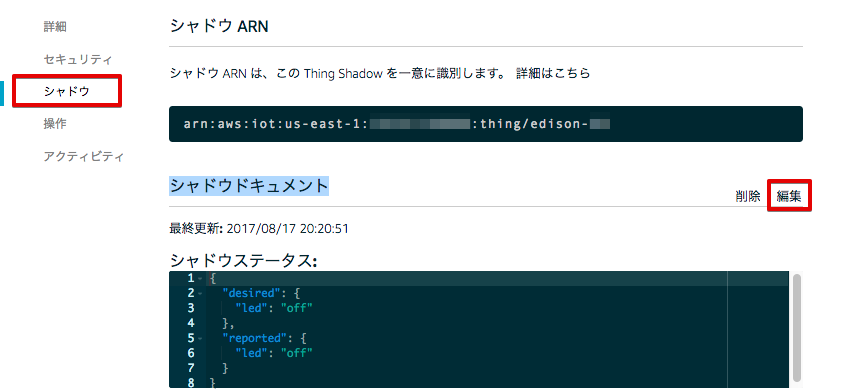 詳細
セキュリティ
シャドウ
操作
アクティビティ
シャドウ ARN
シャドウ ARN は、この Thing Shadow を一意に識別します。 詳細はこちら
arn:aws:iot:us-east-1: :thing/edison-
シャドウドキュメント
削除 編集
最終更新: 2017/08/17 20:20:51
シャドウステータス:
1 {
2 "desired": {
3 "led": "off"
4 },
5 "reported": {
6 "led": "off"
7 }
8 }